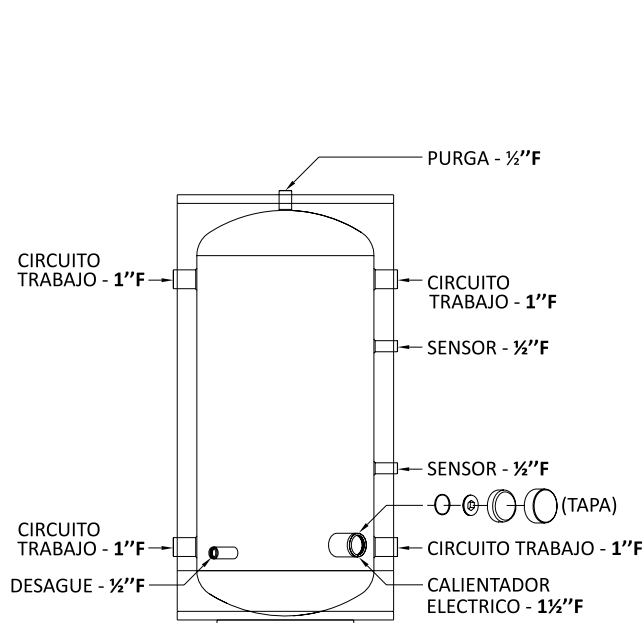 PURGA - ½’’F
CIRCUITO
TRABAJO - 1’’F
CIRCUITO
TRABAJO - 1’’F
SENSOR - ½’’F
SENSOR - ½’’F
(TAPA)
CIRCUITO
TRABAJO - 1’’F
CIRCUITO TRABAJO - 1’’F
DESAGUE - ½’’F
CALIENTADOR
ELECTRICO - 1½’’F